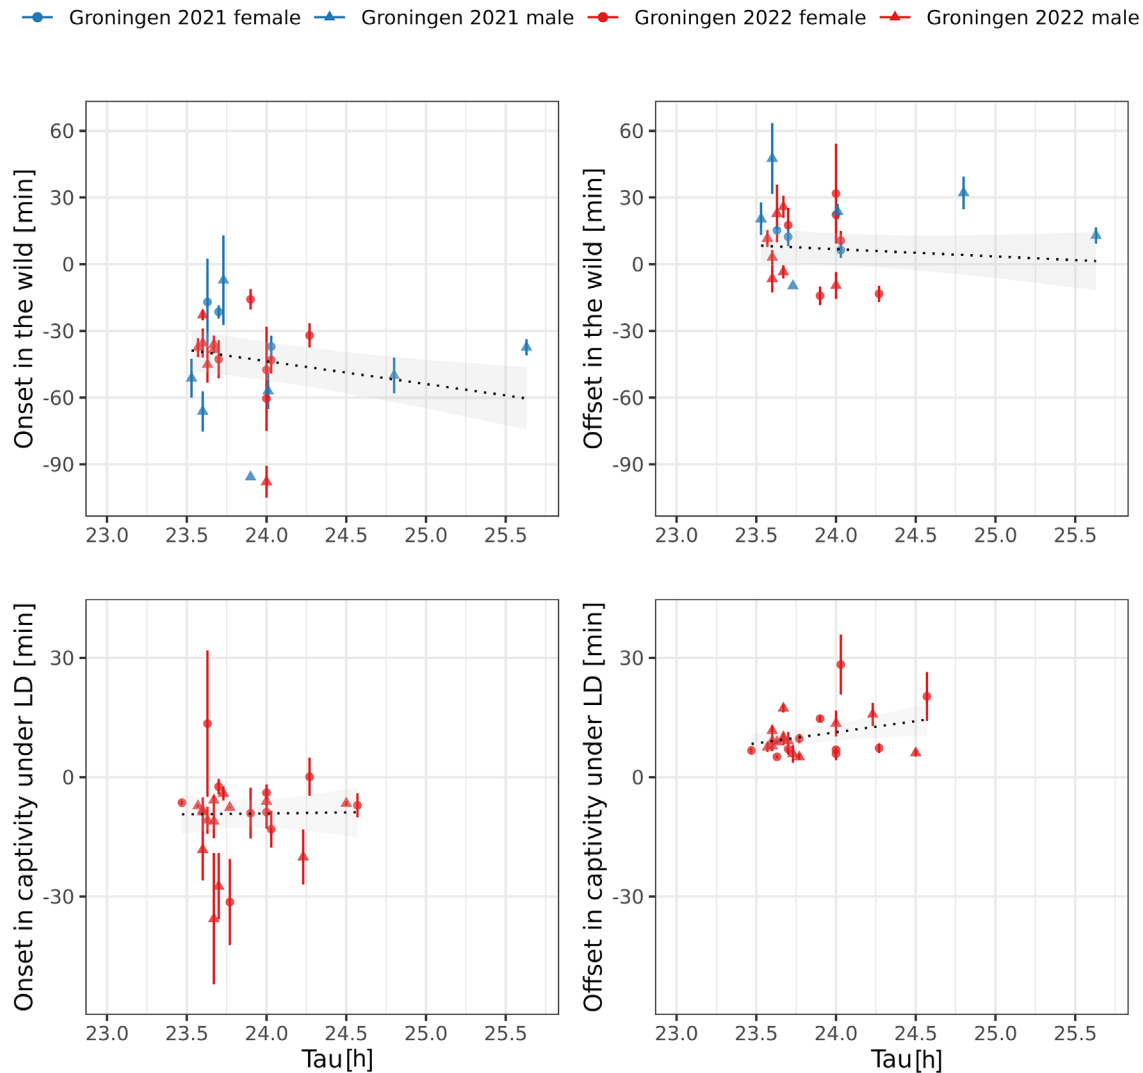 Groningen 2021 female Groningen 2021 male Groningen 2022 female Groningen 2022 male
Onset in the wild [min]
60
30
0
-30
-60
-90
23.0 23.5 24.0 24.5 25.0 25.5
Offset in the wild [min]
60
30
0
-30
-60
-90
23.0 23.5 24.0 24.5 25.0 25.5
Onset in captivity under LD [min]
30
0
-30
23.0 23.5 24.0 24.5 25.0 25.5
Tau[h]
Offset in captivity under LD [min]
30
0
-30
23.0 23.5 24.0 24.5 25.0 25.5
Tau[h]